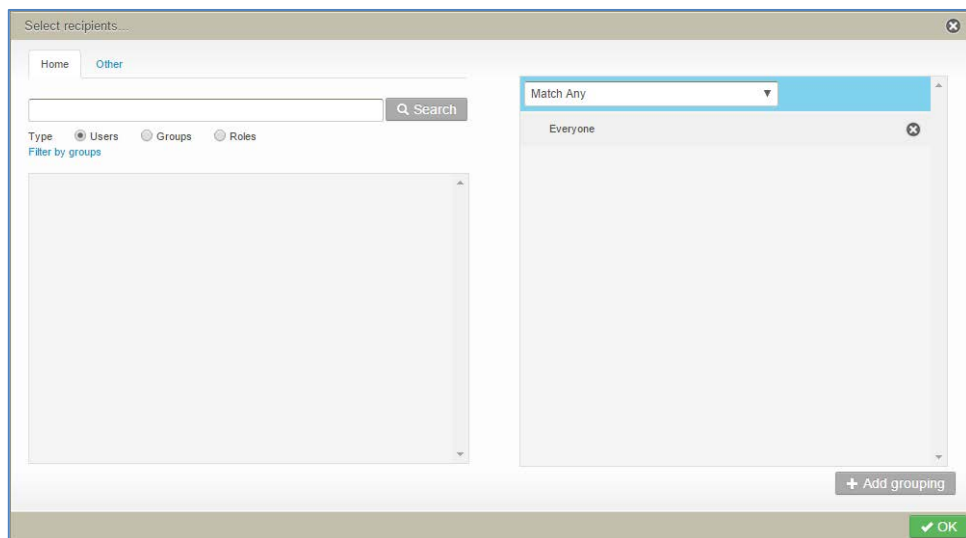 Select recipients...
Home Other
Search
Type Users Groups Roles
Filter by groups
Match Any
Everyone
Add grouping
OK